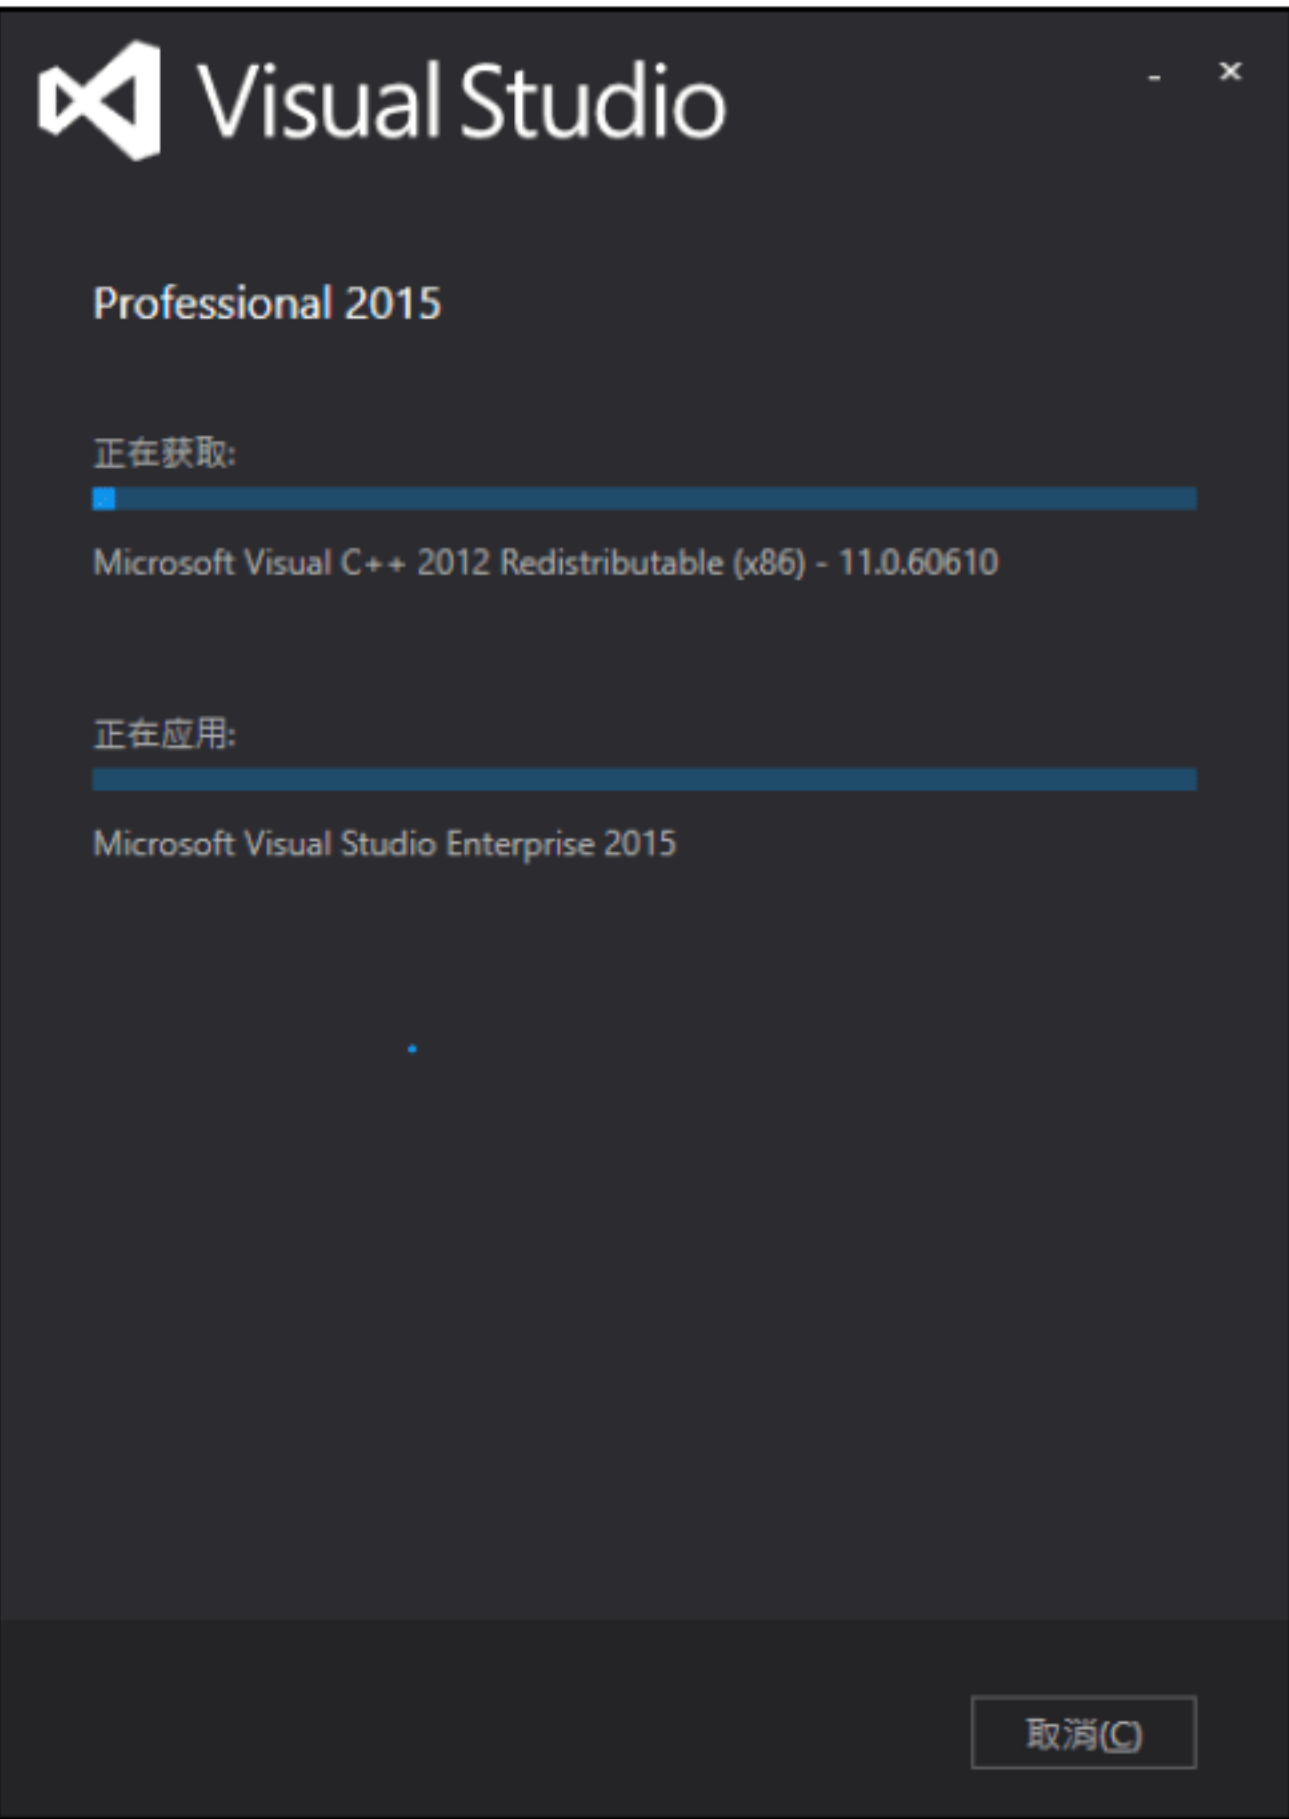 Visual Studio
Professional 2015
正在获取:
Microsoft Visual C++ 2012 Redistributable (x86) - 11.0.60610
正在应用:
Microsoft Visual Studio Enterprise 2015
取消(C)